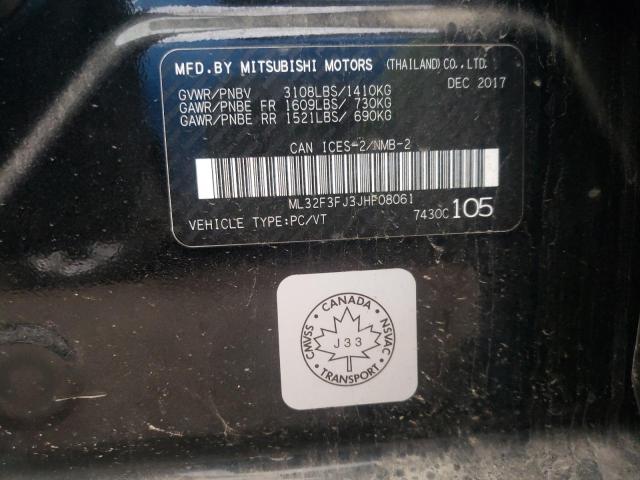 MFD.BY MITSUBISHI MOTORS (THAILAND)CO.,LTD.
DEC 2017
GVWR/PNBV 3108LBS/1410KG
GAWR/PNBE FR 1609LBS/ 730KG
GAWR/PNBE RR 1521LBS/ 690KG
CAN ICES-2/NMB-2
ML32F3FJ3JHF08061
VEHICLE TYPE:PC/VT 7430C 105
CANADA
CMVSS NSVAC
J33
TRANSPORT